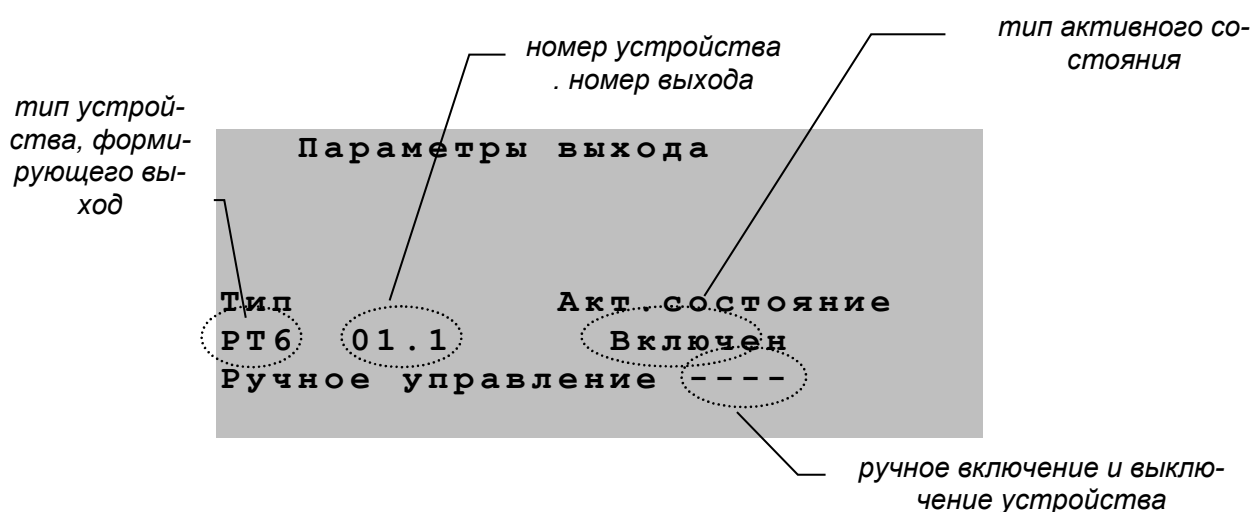 тип активного со-
стояния
номер устройства
. номер выхода
тип устрой-
ства, форми-
рующего вы-
ход
Параметры выхода
Тип Акт.состояние
РТ6 01.1 Включен
Ручное управление ----
ручное включение и выклю-
чение устройства